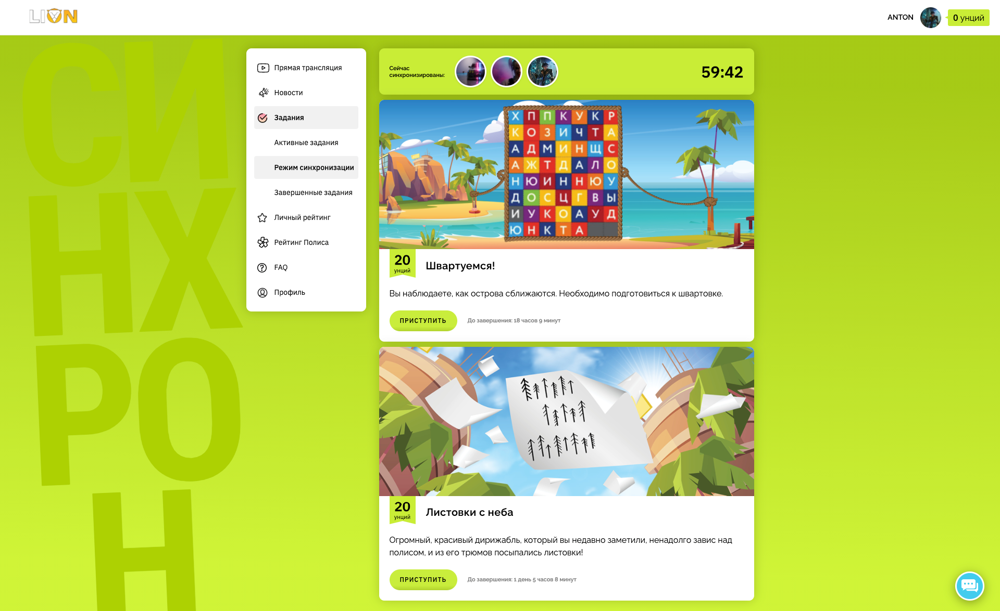 LION
ANTON
0 унций
СИ
НХ
РО
Н
Прямая трансляция
Новости
Задания
Активные задания
Режим синхронизации
Завершенные задания
Личный рейтинг
Рейтинг Полиса
FAQ
Профиль
Сейчас
синхронизированы:
59:42
Х П П К У К Р
К О З И Ч Т А
А Д М И Н Щ С
А Ж Т Д А Л О
Н Ю И Н Н Ю У
Д О С Ц Г В Ы
И У К О А У Д
Ю Н К Т А
20
унций
Швартуемся!
Вы наблюдаете, как острова сближаются. Необходимо подготовиться к швартовке.
ПРИСТУПИТЬ
До завершения: 18 часов 9 минут
20
унций
Листовки с неба
Огромный, красивый дирижабль, который вы недавно заметили, ненадолго завис над
полисом, и из его трюмов посыпались листовки!
ПРИСТУПИТЬ
До завершения: 1 день 5 часов 8 минут